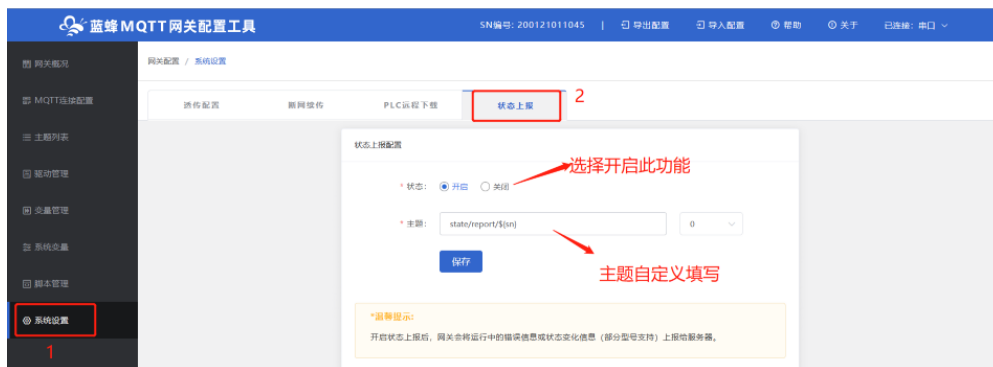 蓝蜂MQTT网关配置工具
SN编号: 200121011045 | 导出配置 导入配置 帮助 关于 已连接: 串口
网关概况
网关配置 / 系统设置
MQTT连接配置
透传配置 断网续传 PLC远程下载 状态上报 2
主题列表
状态上报配置
选择开启此功能
驱动管理
* 状态: 开启 关闭
变量管理
* 主题: state/report/${sn} 0
系统变量
保存
主题自定义填写
脚本管理
系统设置
*温馨提示:
1
开启状态上报后，网关会将运行中的错误信息或状态变化信息（部分型号支持）上报给服务器。